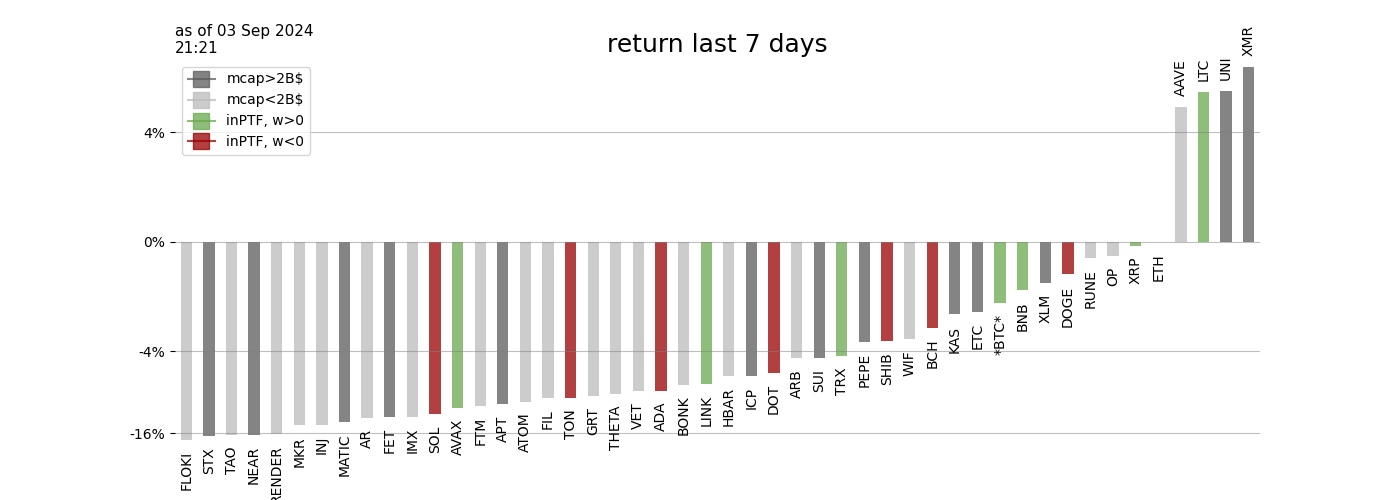 as of 03 Sep 2024
21:21
return last 7 days
mcap>2B$
mcap<2B$
inPTF, w>0
inPTF, w<0
4%
0%
-4%
-16%
FLOKI
STX
TAO
NEAR
RENDER
MKR
INJ
MATIC
AR
FET
IMX
SOL
AVAX
FTM
APT
ATOM
FIL
TON
GRT
THETA
VET
ADA
BONK
LINK
HBAR
ICP
DOT
ARB
SUI
TRX
PEPE
SHIB
WIF
BCH
KAS
ETC
*BTC*
BNB
XLM
DOGE
RUNE
OP
XRP
ETH
AAVE
LTC
UNI
XMR